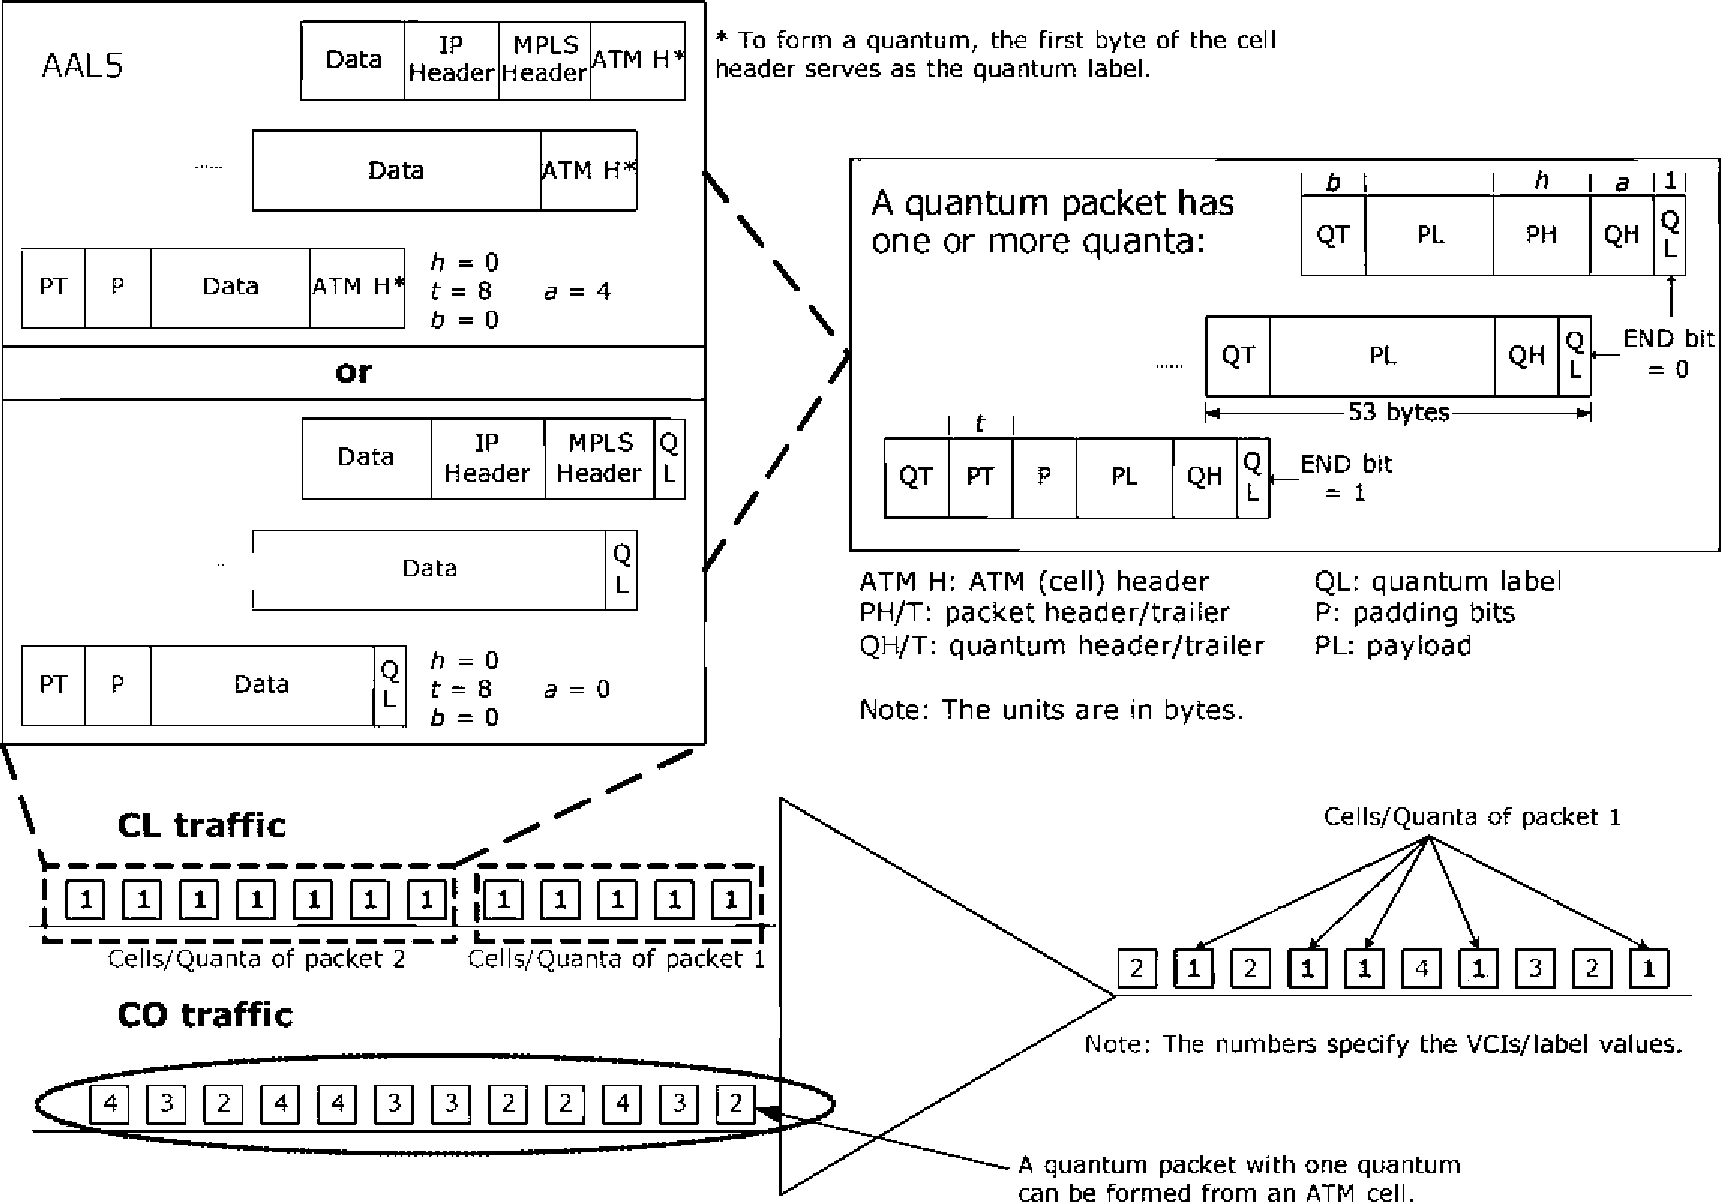 AAL5
Data IP Header MPLS Header ATM H*
* To form a quantum, the first byte of the cell
header serves as the quantum label.
..... Data ATM H*
PT P Data ATM H*
h = 0
t = 8 a = 4
b = 0
or
Data IP Header MPLS Header QL
Data QL
PT P Data QL
h = 0
t = 8 a = 0
b = 0
A quantum packet has
one or more quanta:
b h a 1
QT PL PH QH QL
END bit
= 0
...... QT PL QH QL
53 bytes
t
QT PT P PL QH QL
END bit
= 1
ATM H: ATM (cell) header QL: quantum label
PH/T: packet header/trailer P: padding bits
QH/T: quantum header/trailer PL: payload
Note: The units are in bytes.
CL traffic
1 1 1 1 1 1 1 1 1 1 1 1
Cells/Quanta of packet 2 Cells/Quanta of packet 1
CO traffic
4 3 2 4 4 3 3 2 2 4 3 2
Cells/Quanta of packet 1
2 1 2 1 1 4 1 3 2 1
Note: The numbers specify the VCIs/label values.
A quantum packet with one quantum
can be formed from an ATM cell.